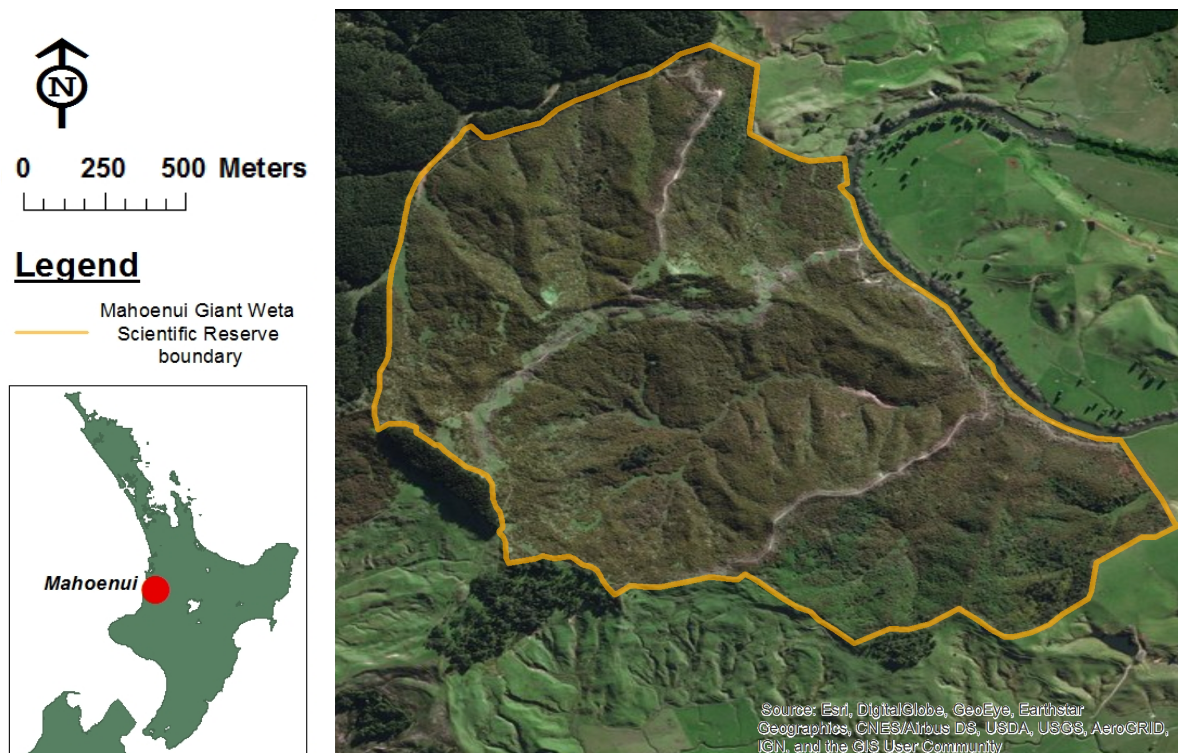 N
0 250 500 Meters
Legend
Mahoenui Giant Weta
Scientific Reserve
boundary
Mahoenui
Source: Esri, DigitalGlobe, GeoEye, Earthstar
Geographics, CNES/Airbus DS, USDA, USGS, AeroGRID,
IGN, and the GIS User Community